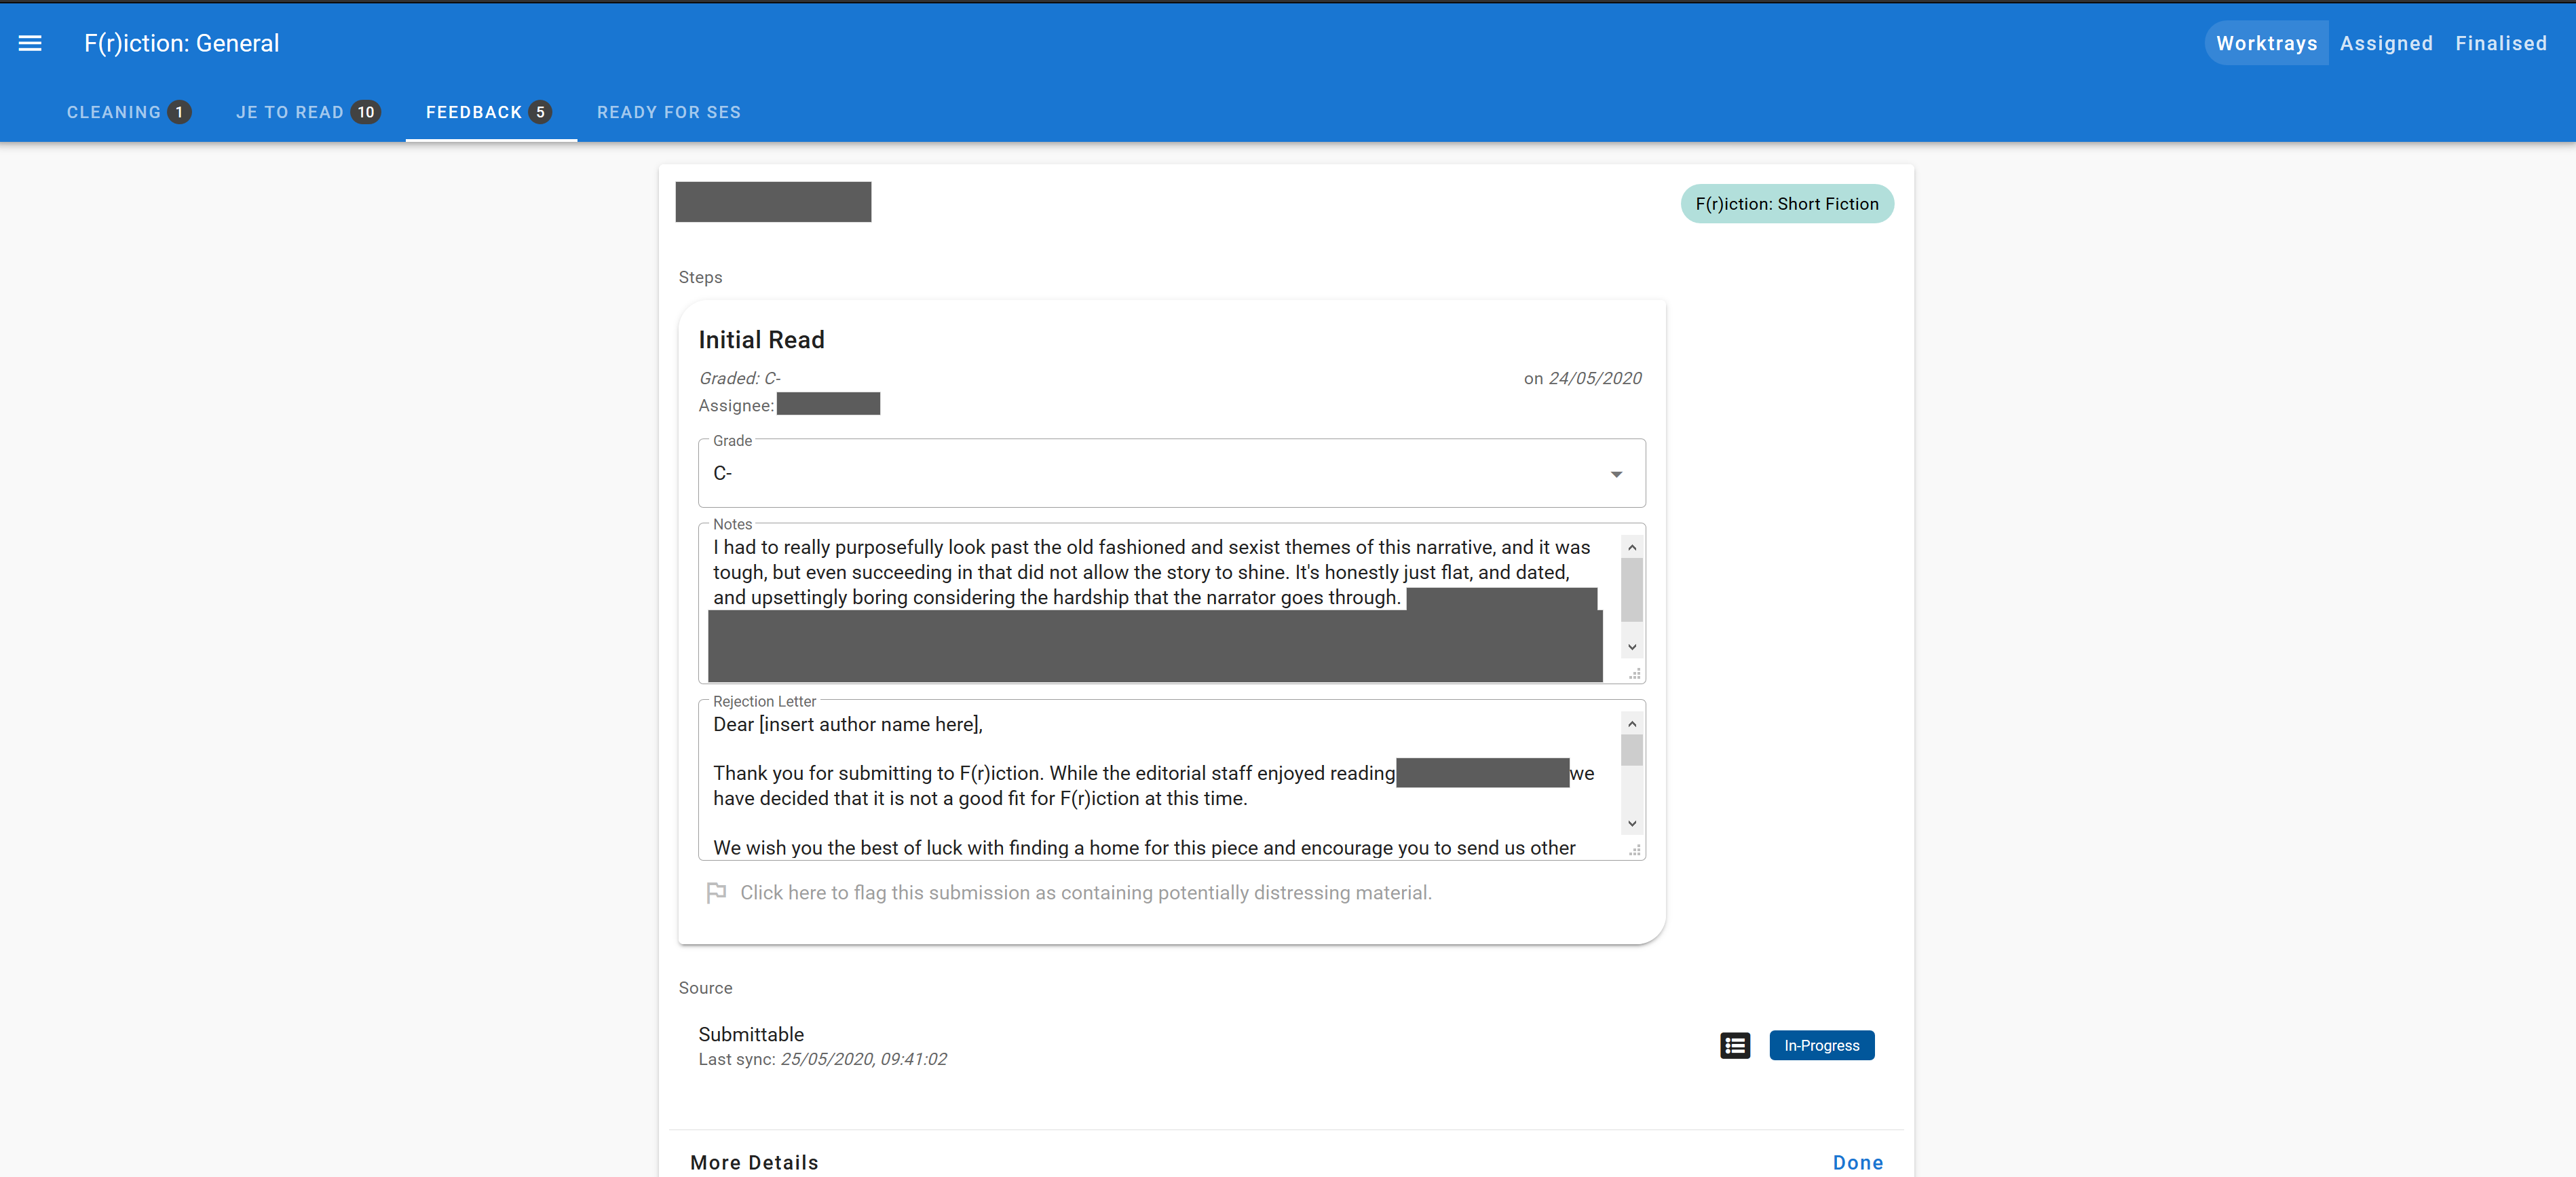 F(r)iction: General
Worktrays Assigned Finalised
CLEANING 1 JE TO READ 10 FEEDBACK 5 READY FOR SES
F(r)iction: Short Fiction
Steps
Initial Read
Graded: C- on 24/05/2020
Assignee:
Grade
C-
Notes
I had to really purposefully look past the old fashioned and sexist themes of this narrative, and it was
tough, but even succeeding in that did not allow the story to shine. It's honestly just flat, and dated,
and upsettingly boring considering the hardship that the narrator goes through.
Rejection Letter
Dear [insert author name here],
Thank you for submitting to F(r)iction. While the editorial staff enjoyed reading we
have decided that it is not a good fit for F(r)iction at this time.
We wish you the best of luck with finding a home for this piece and encourage you to send us other
Click here to flag this submission as containing potentially distressing material.
Source
Submittable
Last sync: 25/05/2020, 09:41:02
In-Progress
More Details Done